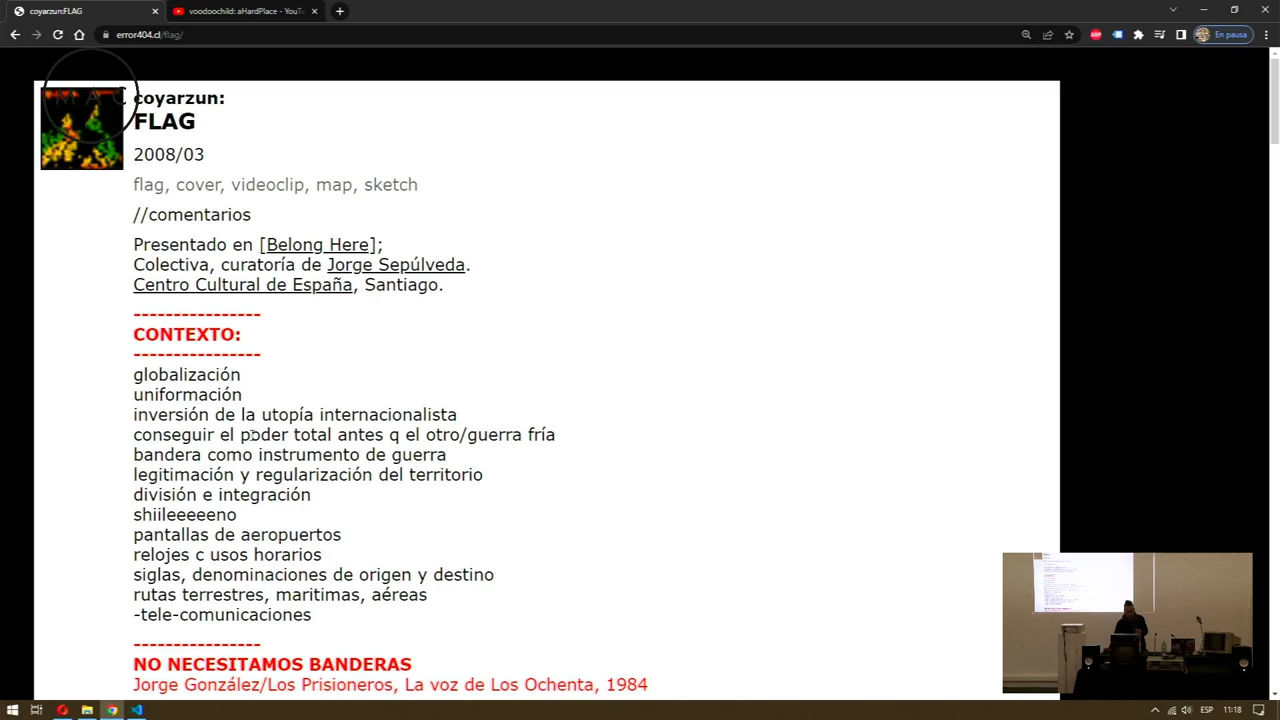 coyarzun:FLAG
voodoochild: aHardPlace - YouTu
error404.cl/flag/
ABP
En pausa
M A C
coyarzun:
FLAG
2008/03
flag, cover, videoclip, map, sketch
//comentarios
Presentado en [Belong Here];
Colectiva, curatoría de Jorge Sepúlveda.
Centro Cultural de España, Santiago.
----------------
CONTEXTO:
----------------
globalización
uniformación
inversión de la utopía internacionalista
conseguir el poder total antes q el otro/guerra fría
bandera como instrumento de guerra
legitimación y regularización del territorio
división e integración
shiileeeeeno
pantallas de aeropuertos
relojes c usos horarios
siglas, denominaciones de origen y destino
rutas terrestres, maritimas, aéreas
-tele-comunicaciones
----------------
NO NECESITAMOS BANDERAS
Jorge González/Los Prisioneros, La voz de Los Ochenta, 1984
ESP
11:18